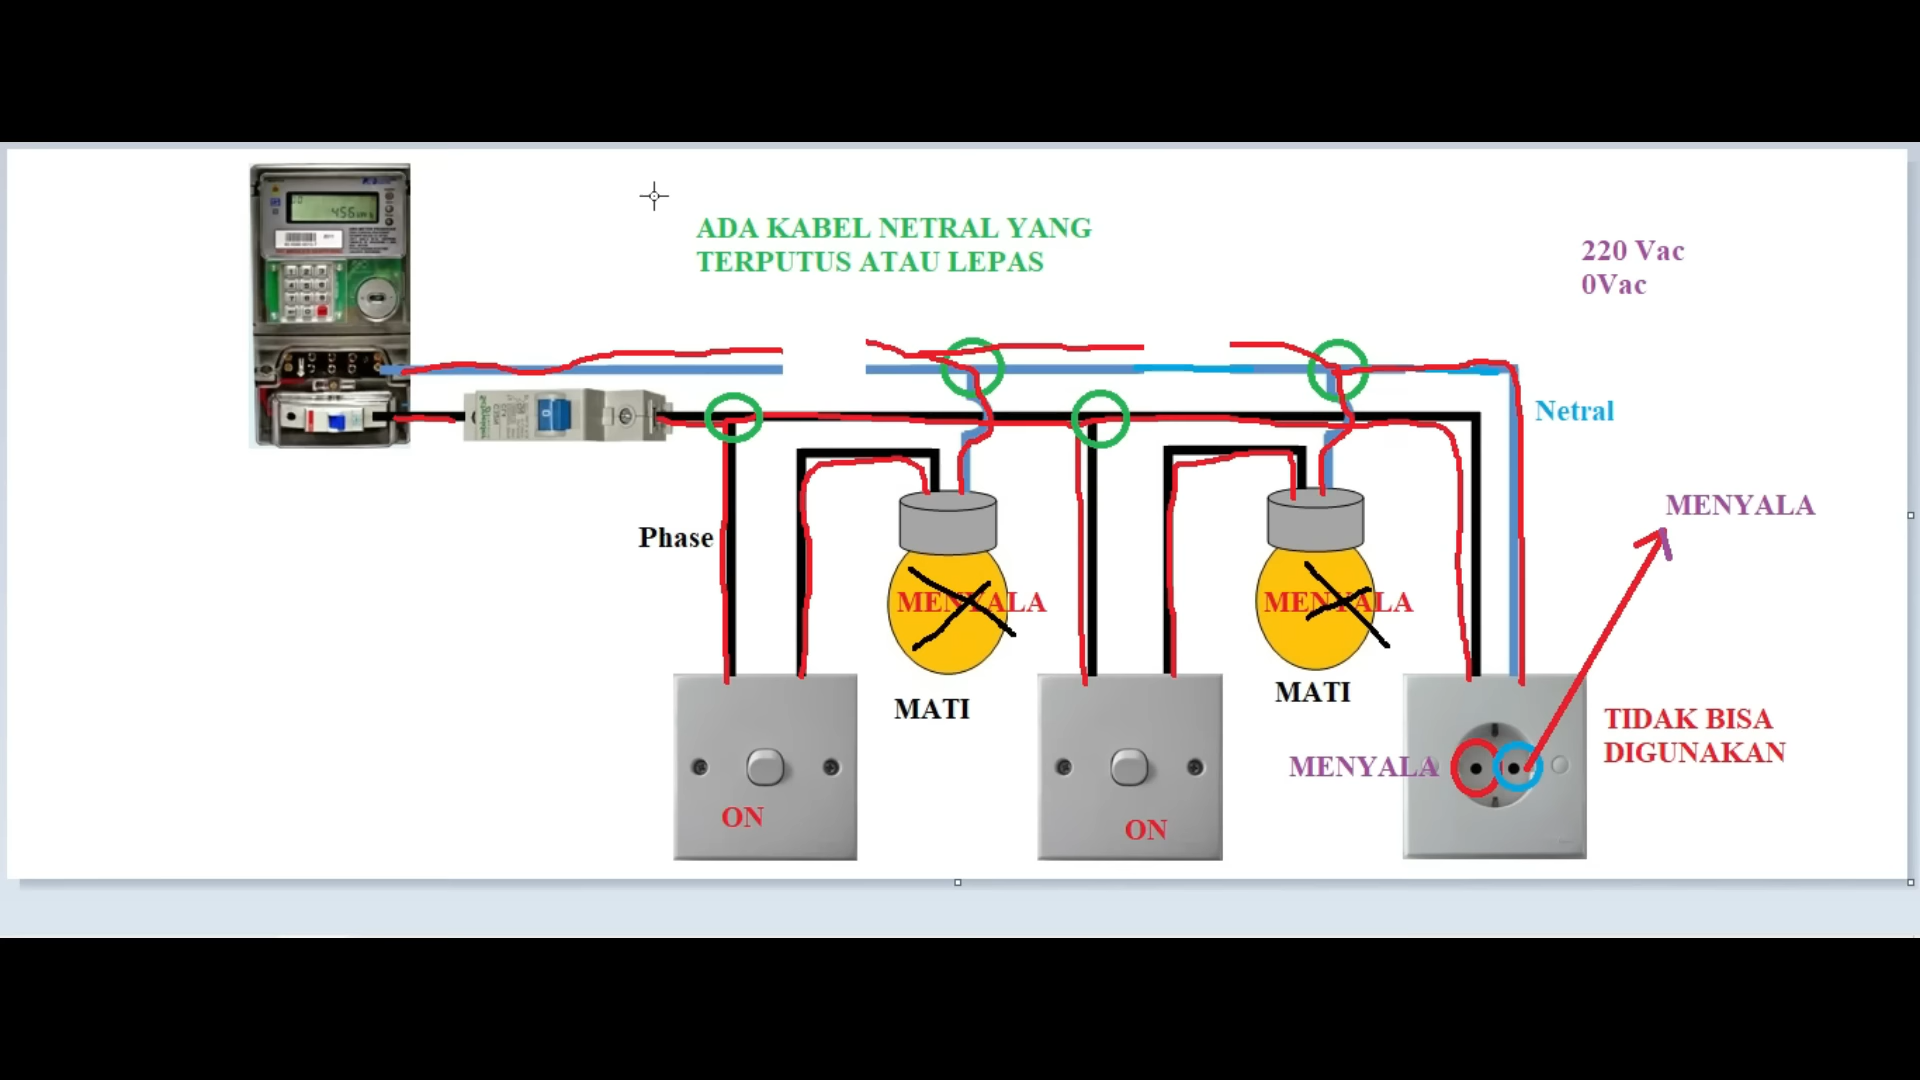 456
ADA KABEL NETRAL YANG
TERPUTUS ATAU LEPAS
220 Vac
0Vac
Netral
MENYALA
Phase
MENYALA
MENYALA
MATI
MATI
TIDAK BISA
DIGUNAKAN
MENYALA
ON
ON